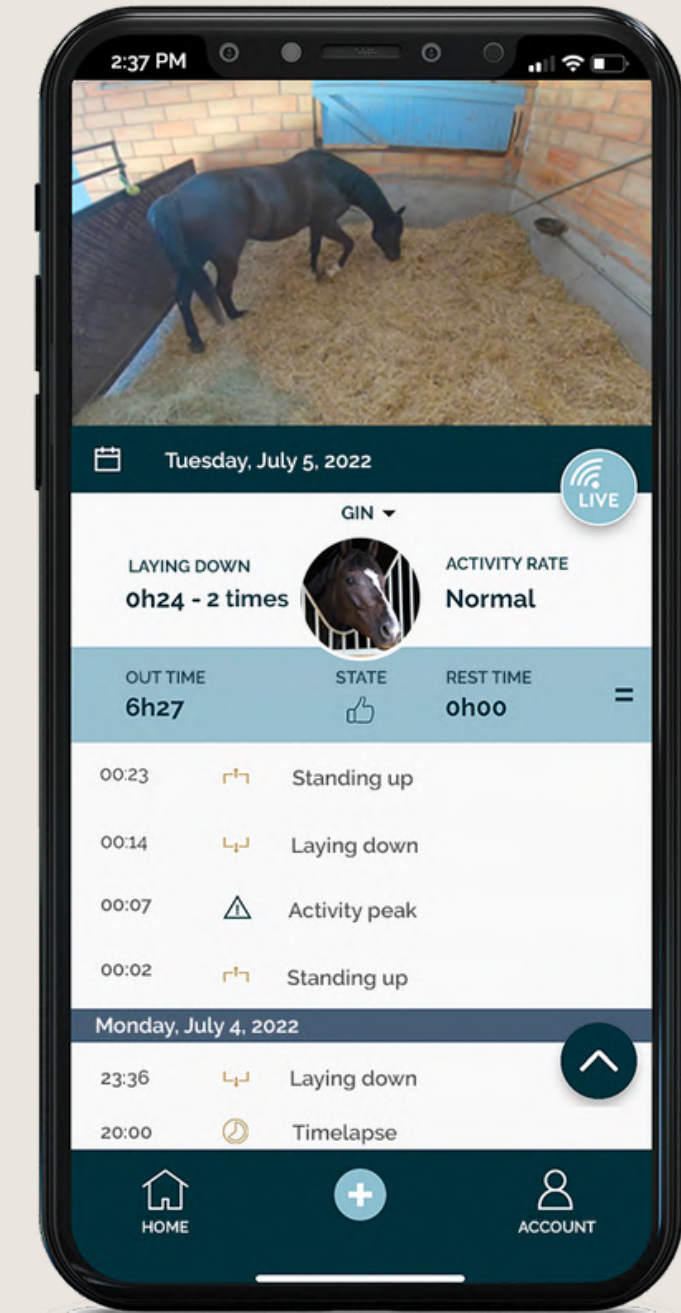 2:37 PM
Tuesday, July 5, 2022
LIVE
GIN
LAYING DOWN
0h24 - 2 times
ACTIVITY RATE
Normal
OUT TIME
6h27
STATE
REST TIME
0h00
=
00:23 Standing up
00:14 Laying down
00:07 Activity peak
00:02 Standing up
Monday, July 4, 2022
23:36 Laying down
20:00 Timelapse
HOME
ACCOUNT